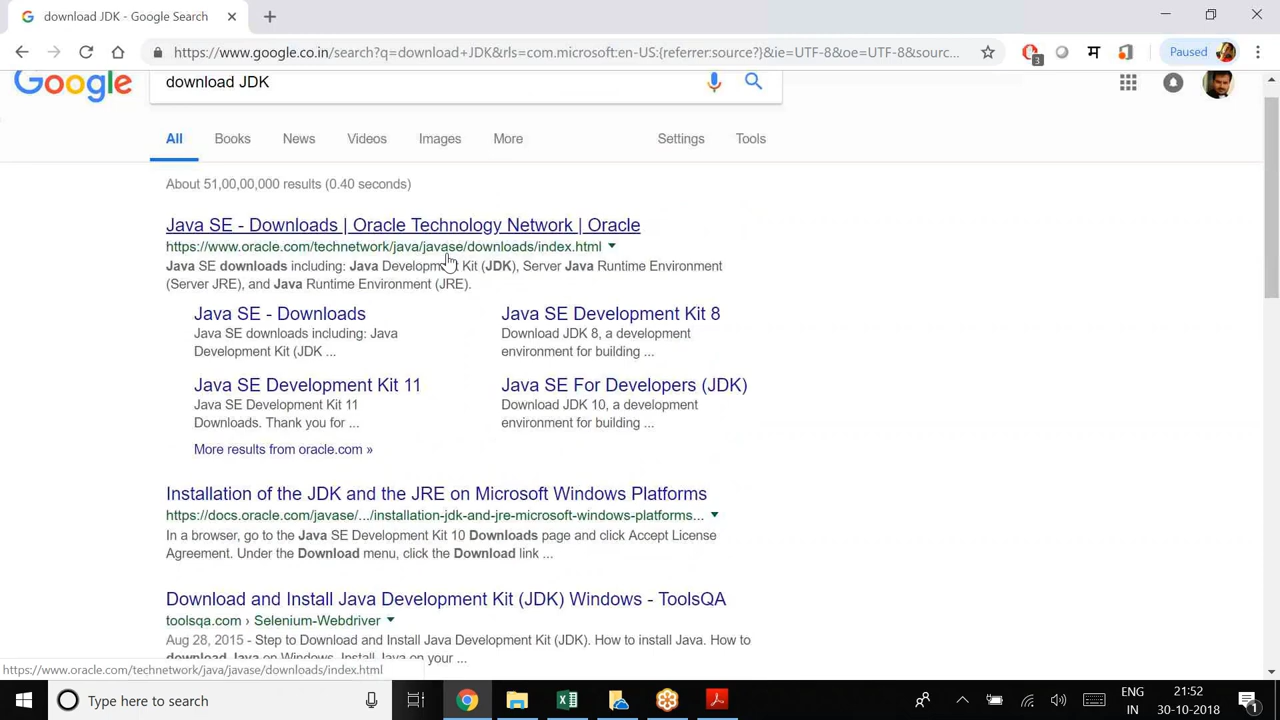 download JDK - Google Search
https://www.google.co.in/search?q=download+JDK&rls=com.microsoft:en-US:{referrer:source?}&ie=UTF-8&oe=UTF-8&sourc...
3
म
Paused
Google
download JDK
All Books News Videos Images More Settings Tools
About 51,00,00,000 results (0.40 seconds)
Java SE - Downloads | Oracle Technology Network | Oracle
https://www.oracle.com/technetwork/java/javase/downloads/index.html
Java SE downloads including: Java Development Kit (JDK), Server Java Runtime Environment
(Server JRE), and Java Runtime Environment (JRE).
Java SE - Downloads
Java SE downloads including: Java
Development Kit (JDK ...
Java SE Development Kit 8
Download JDK 8, a development
environment for building ...
Java SE Development Kit 11
Java SE Development Kit 11
Downloads. Thank you for ...
Java SE For Developers (JDK)
Download JDK 10, a development
environment for building ...
More results from oracle.com »
Installation of the JDK and the JRE on Microsoft Windows Platforms
https://docs.oracle.com/javase/.../installation-jdk-and-jre-microsoft-windows-platforms...
In a browser, go to the Java SE Development Kit 10 Downloads page and click Accept License
Agreement. Under the Download menu, click the Download link ...
Download and Install Java Development Kit (JDK) Windows - ToolsQA
toolsqa.com › Selenium-Webdriver
Aug 28, 2015 - Step to Download and Install Java Development Kit (JDK). How to install Java. How to
download Java on Windows. Install Java on your ...
https://www.oracle.com/technetwork/java/javase/downloads/index.html
Type here to search
ENG
IN
21:52
30-10-2018
1